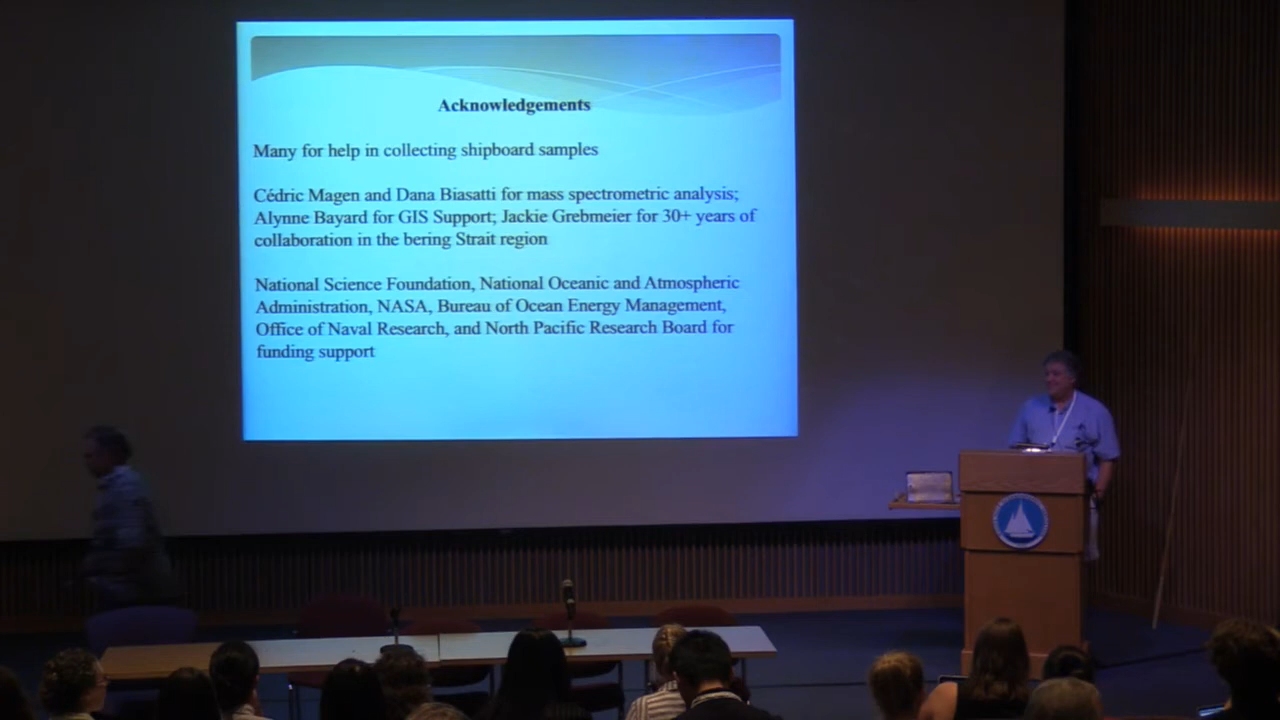 Acknowledgements
Many for help in collecting shipboard samples
Cédric Magen and Dana Biasatti for mass spectrometric analysis;
Alynne Bayard for GIS Support; Jackie Grebmeier for 30+ years of
collaboration in the bering Strait region
National Science Foundation, National Oceanic and Atmospheric
Administration, NASA, Bureau of Ocean Energy Management,
Office of Naval Research, and North Pacific Research Board for
funding support